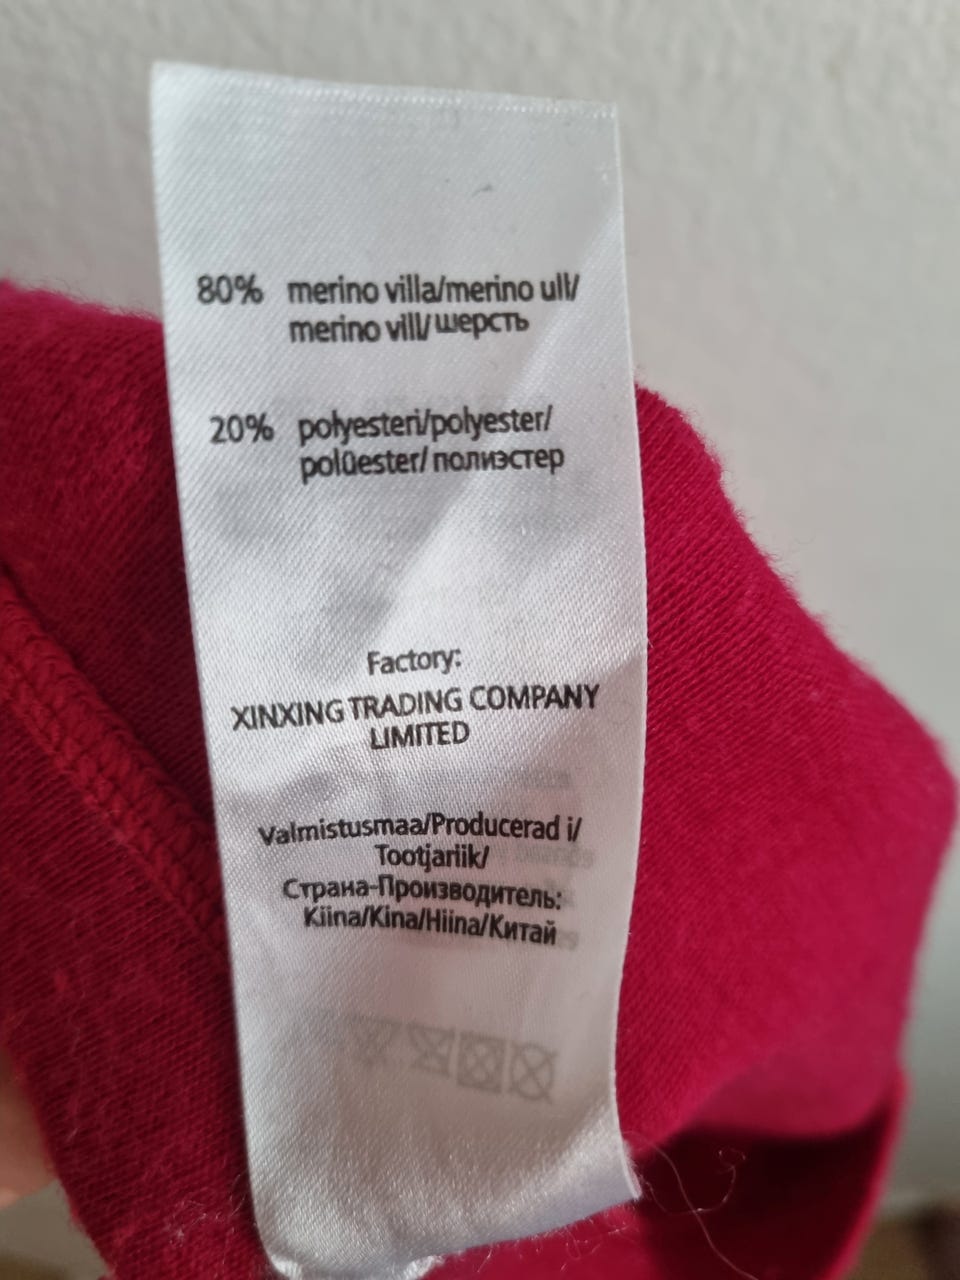 80% merino villa/merino ull/
merino vill/шерсть
20% polyesteri/polyester/
polüester/полиэстер
Factory:
XINXING TRADING COMPANY
LIMITED
Valmistusmaa/Producerad i/
Tootjariik/
Страна-Производитель:
Kiina/Kina/Hiina/Китай